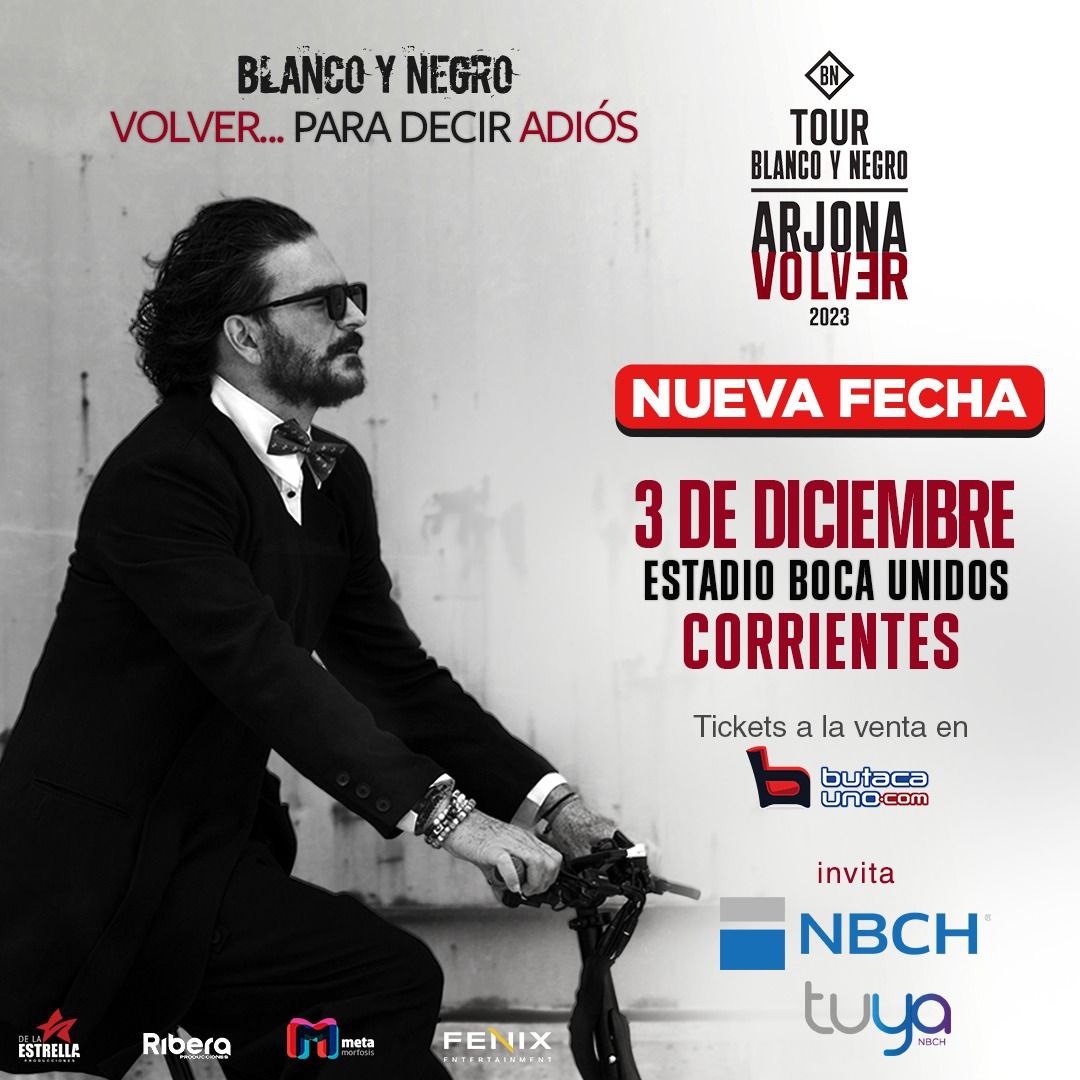 BLANCO Y NEGRO
VOLVER... PARA DECIR ADIÓS
BN
TOUR
BLANCO Y NEGRO
ARJONA
VOLVER
2023
NUEVA FECHA
3 DE DICIEMBRE
ESTADIO BOCA UNIDOS
CORRIENTES
Tickets a la venta en
butaca
uno.com
invita
NBCH®
tuya
NBCH
DE LA
ESTRELLA
PRODUCCIONES
Ribera
PRODUCCIONES
meta
morfosis
FENIX
ENTERTAINMENT